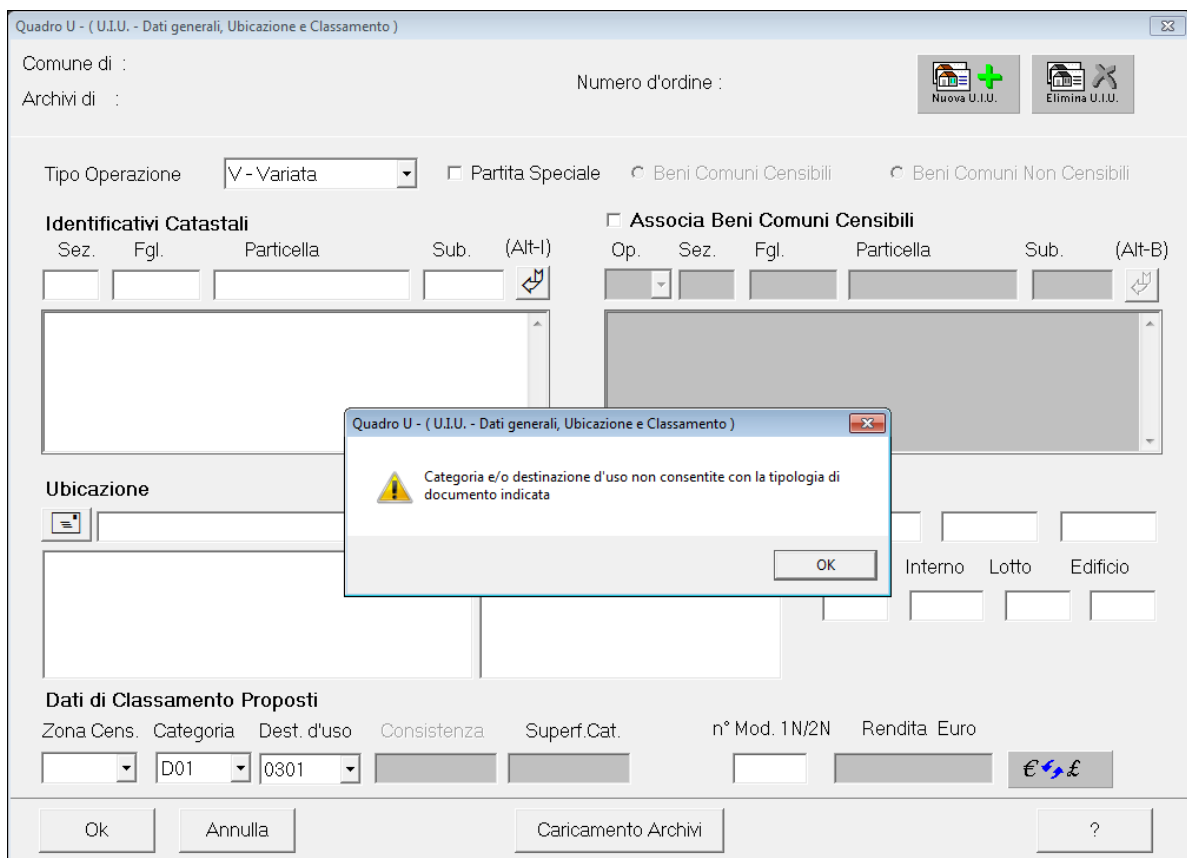 Quadro U - ( U.I.U. - Dati generali, Ubicazione e Classamento )
Comune di :
Numero d'ordine :
Archivi di :
Nuova U.I.U.
Elimina U.I.U.
Tipo Operazione V - Variata Partita Speciale Beni Comuni Censibili Beni Comuni Non Censibili
Identificativi Catastali
Associa Beni Comuni Censibili
Sez. Fgl. Particella Sub. (Alt-I)
Op. Sez. Fgl. Particella Sub. (Alt-B)
Quadro U - ( U.I.U. - Dati generali, Ubicazione e Classamento )
Categoria e/o destinazione d'uso non consentite con la tipologia di
documento indicata
OK
Ubicazione
Interno Lotto Edificio
Dati di Classamento Proposti
Zona Cens. Categoria Dest. d'uso Consistenza Superf.Cat. n° Mod. 1N/2N Rendita Euro
D01 0301 € £
Ok Annulla Caricamento Archivi ?